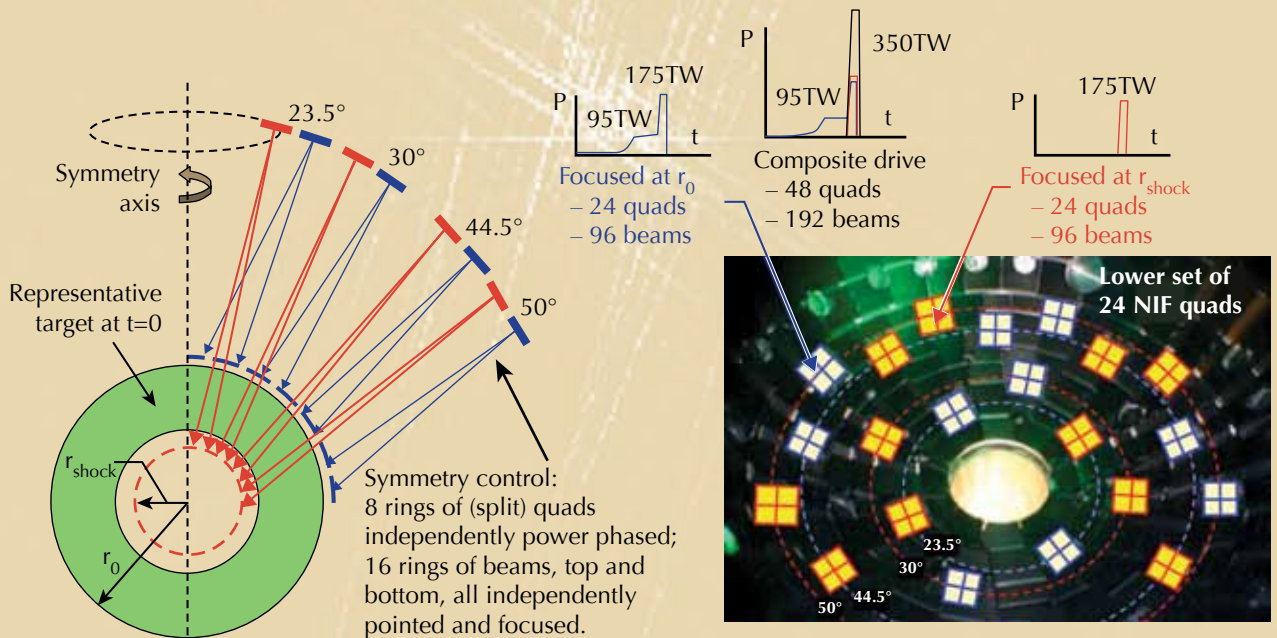 23.5°
30°
44.5°
50°
Symmetry
axis
Representative
target at t=0
r_shock
r_0
Symmetry control:
8 rings of (split) quads
independently power phased;
16 rings of beams, top and
bottom, all independently
pointed and focused.
P
175TW
95TW
t
Focused at r_0
– 24 quads
– 96 beams
P
350TW
95TW
t
Composite drive
– 48 quads
– 192 beams
P
175TW
t
Focused at r_shock
– 24 quads
– 96 beams
Lower set of
24 NIF quads
23.5°
30°
44.5°
50°